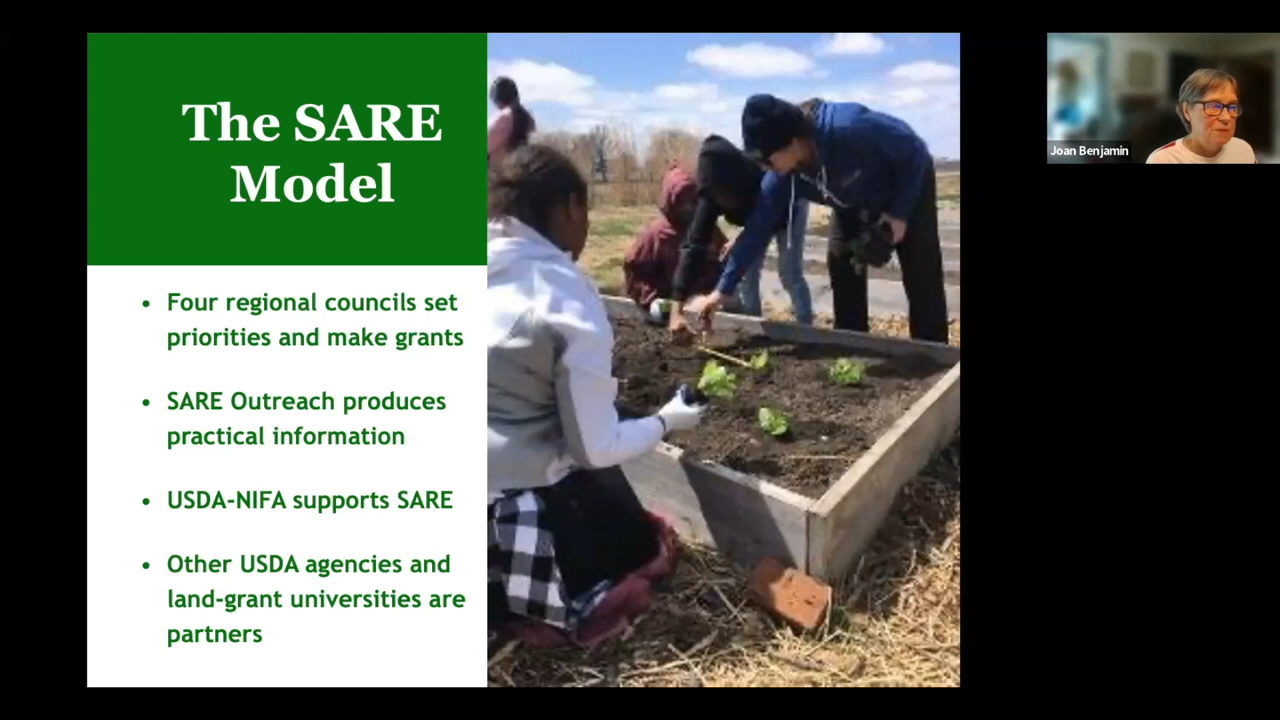 The SARE
Model
• Four regional councils set
priorities and make grants
• SARE Outreach produces
practical information
• USDA-NIFA supports SARE
• Other USDA agencies and
land-grant universities are
partners
Joan Benjamin